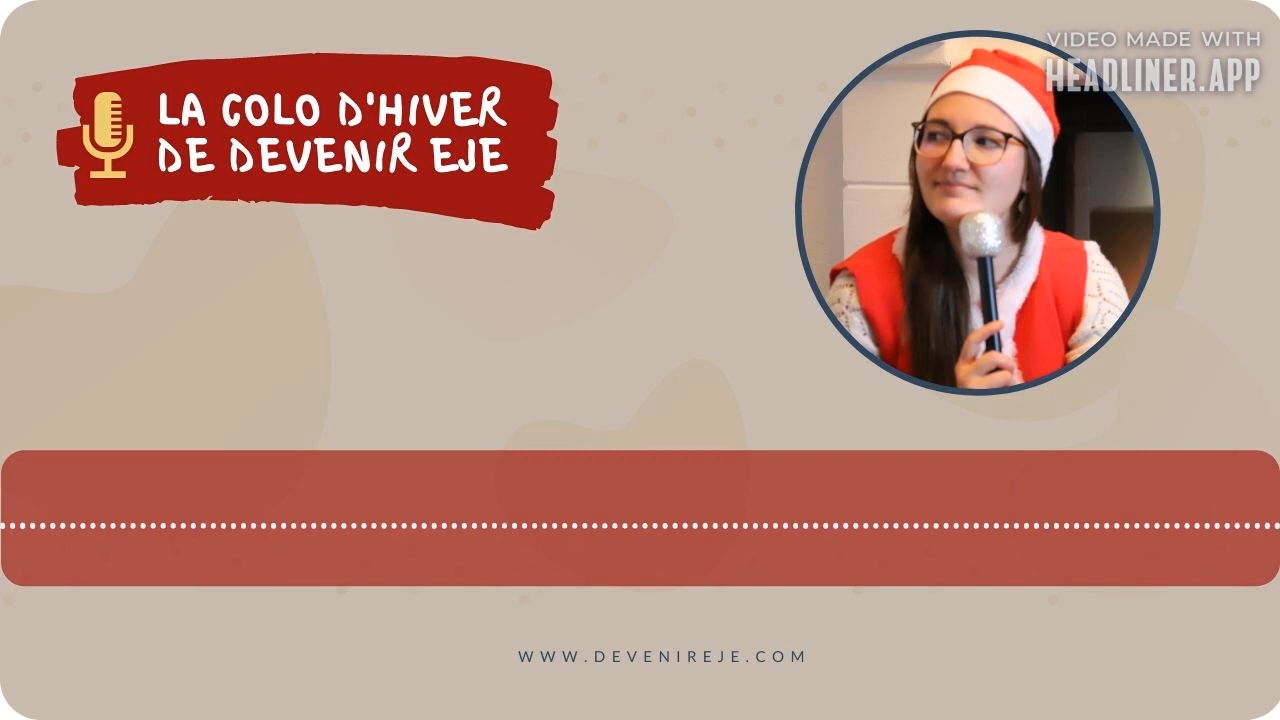 VIDEO MADE WITH
HEADLINER.APP
LA COLO D'HIVER
DE DEVENIR EJE
WWW.DEVENIREJE.COM